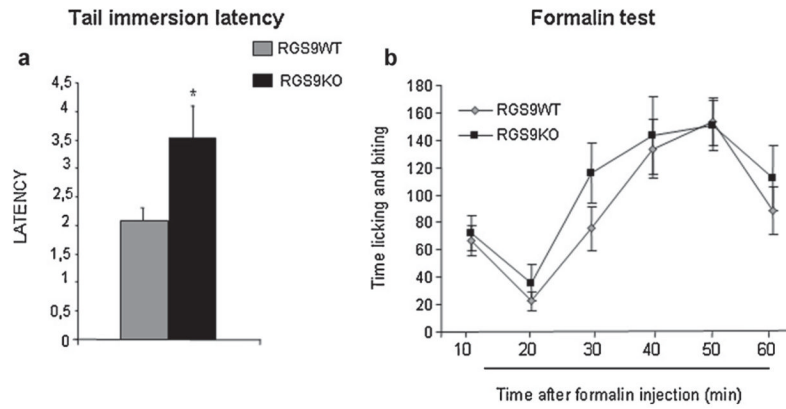 Tail immersion latency
a
RGS9WT
RGS9KO
4,5
4
3,5
3
2,5
2
1,5
1
0,5
0
LATENCY
*
Formalin test
b
RGS9WT
RGS9KO
180
160
140
120
100
80
60
40
20
0
Time licking and biting
10 20 30 40 50 60
Time after formalin injection (min)